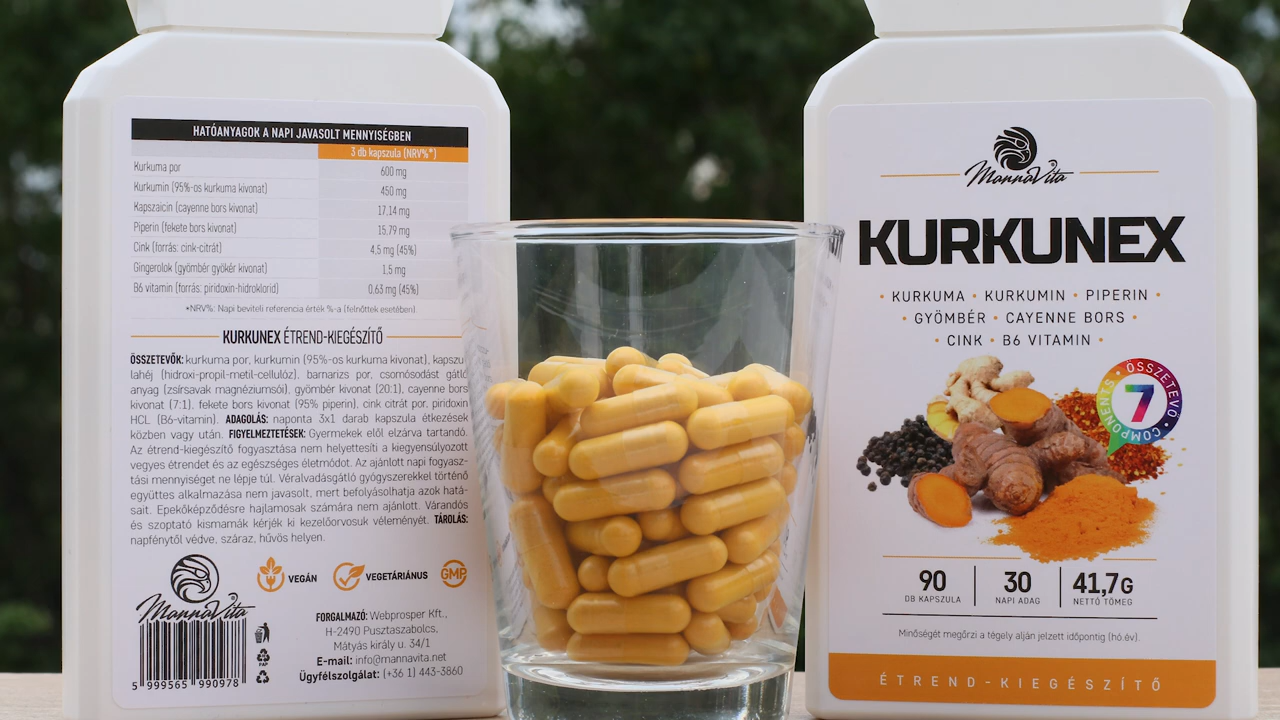 HATÓANYAGOK A NAPI JAVASOLT MENNYISÉGBEN
3 db kapszula (NRV%*)
Kurkuma por 600 mg
Kurkumin (95%-os kurkuma kivonat) 450 mg
Kapszaicin (cayenne bors kivonat) 17,14 mg
Piperin (fekete bors kivonat) 15,79 mg
Cink (forrás: cink-citrát) 4,5 mg (45%)
Gingerolok (gyömbér gyökér kivonat) 1.5 mg
B6 vitamin (forrás: piridoxin-hidroklorid) 0.63 mg (45%)
*NRV%: Napi beviteli referencia érték %-a (felnőttek esetében).
KURKUNEX ÉTREND-KIEGÉSZÍTŐ
ÖSSZETEVŐK: kurkuma por, kurkumin (95%-os kurkuma kivonat), kapszu
lahéj (hidroxi-propil-metil-cellulóz), barnarizs por, csomósodást gátló
anyag (zsírsavak magnéziumsói), gyömbér kivonat (20:1), cayenne bors
kivonat (7:1), fekete bors kivonat (95% piperin), cink citrát por, piridoxin
HCL (B6-vitamin). ADAGOLÁS: naponta 3x1 darab kapszula étkezések
közben vagy után. FIGYELMEZTETÉSEK: Gyermekek elől elzárva tartandó.
Az étrend-kiegészítő fogyasztása nem helyettesíti a kiegyensúlyozott
vegyes étrendet és az egészséges életmódot. Az ajánlott napi fogyasz-
tási mennyiséget ne lépje túl. Véralvadásgátló gyógyszerekkel történő
együttes alkalmazása nem javasolt, mert befolyásolhatja azok hatá-
sait. Epekőképződésre hajlamosak számára nem ajánlott. Várandós
és szoptató kismamák kérjék ki kezelőorvosuk véleményét. TÁROLÁS:
napfénytől védve, száraz, hűvös helyen.
VEGÁN
VEGETÁRIÁNUS
GMP
MannaVita
FORGALMAZÓ: Webprosper Kft.,
H-2490 Pusztaszabolcs,
Mátyás király u. 34/1
E-mail: info@mannavita.net
Ügyfélszolgálat: (+36 1) 443-3860
5 999565 990978
MannaVita
KURKUNEX
• KURKUMA • KURKUMIN • PIPERIN •
• GYÖMBÉR • CAYENNE BORS •
• CINK • B6 VITAMIN •
7
ÖSSZETEVŐ • COMPONENTS •
90
DB KAPSZULA
30
NAPI ADAG
41,7G
NETTÓ TÖMEG
Minőségét megőrzi a tégely alján jelzett időpontig (hó év).
ÉTREND-KIEGÉSZÍTŐ